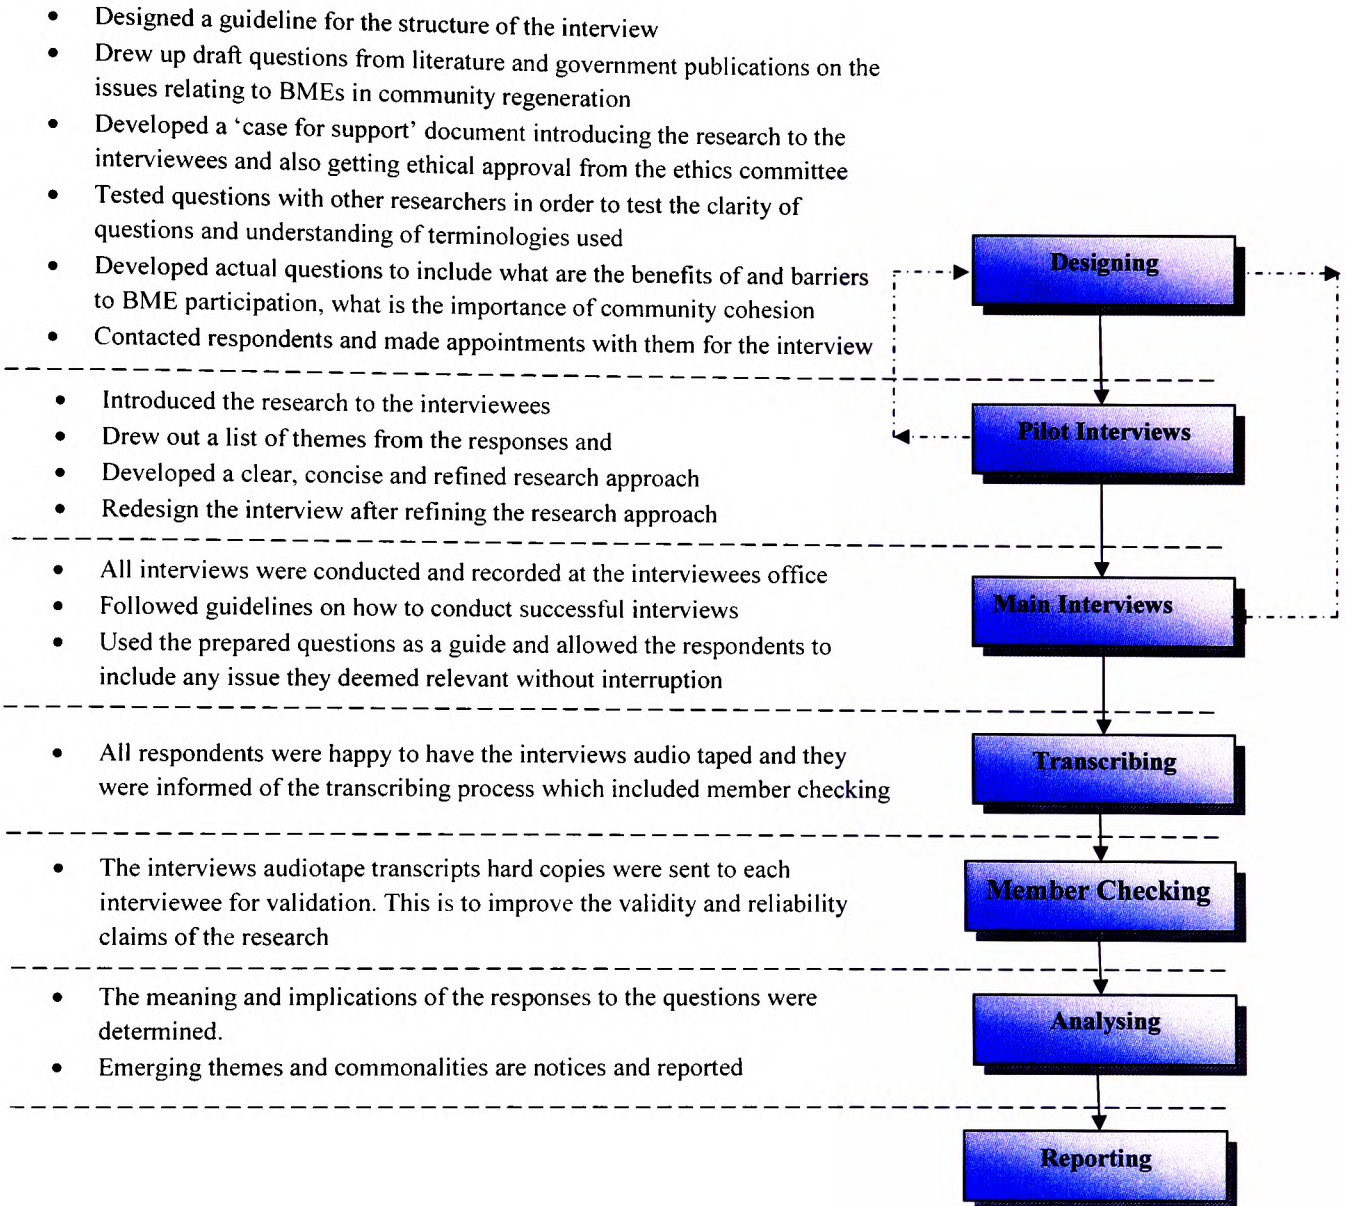 • Designed a guideline for the structure of the interview
• Drew up draft questions from literature and government publications on the
issues relating to BMEs in community regeneration
• Developed a ‘case for support’ document introducing the research to the
interviewees and also getting ethical approval from the ethics committee
• Tested questions with other researchers in order to test the clarity of
questions and understanding of terminologies used
• Developed actual questions to include what are the benefits of and barriers
to BME participation, what is the importance of community cohesion
• Contacted respondents and made appointments with them for the interview
Designing
• Introduced the research to the interviewees
• Drew out a list of themes from the responses and
• Developed a clear, concise and refined research approach
• Redesign the interview after refining the research approach
Pilot Interviews
• All interviews were conducted and recorded at the interviewees office
• Followed guidelines on how to conduct successful interviews
• Used the prepared questions as a guide and allowed the respondents to
include any issue they deemed relevant without interruption
Main Interviews
• All respondents were happy to have the interviews audio taped and they
were informed of the transcribing process which included member checking
Transcribing
• The interviews audiotape transcripts hard copies were sent to each
interviewee for validation. This is to improve the validity and reliability
claims of the research
Member Checking
• The meaning and implications of the responses to the questions were
determined.
• Emerging themes and commonalities are notices and reported
Analysing
Reporting